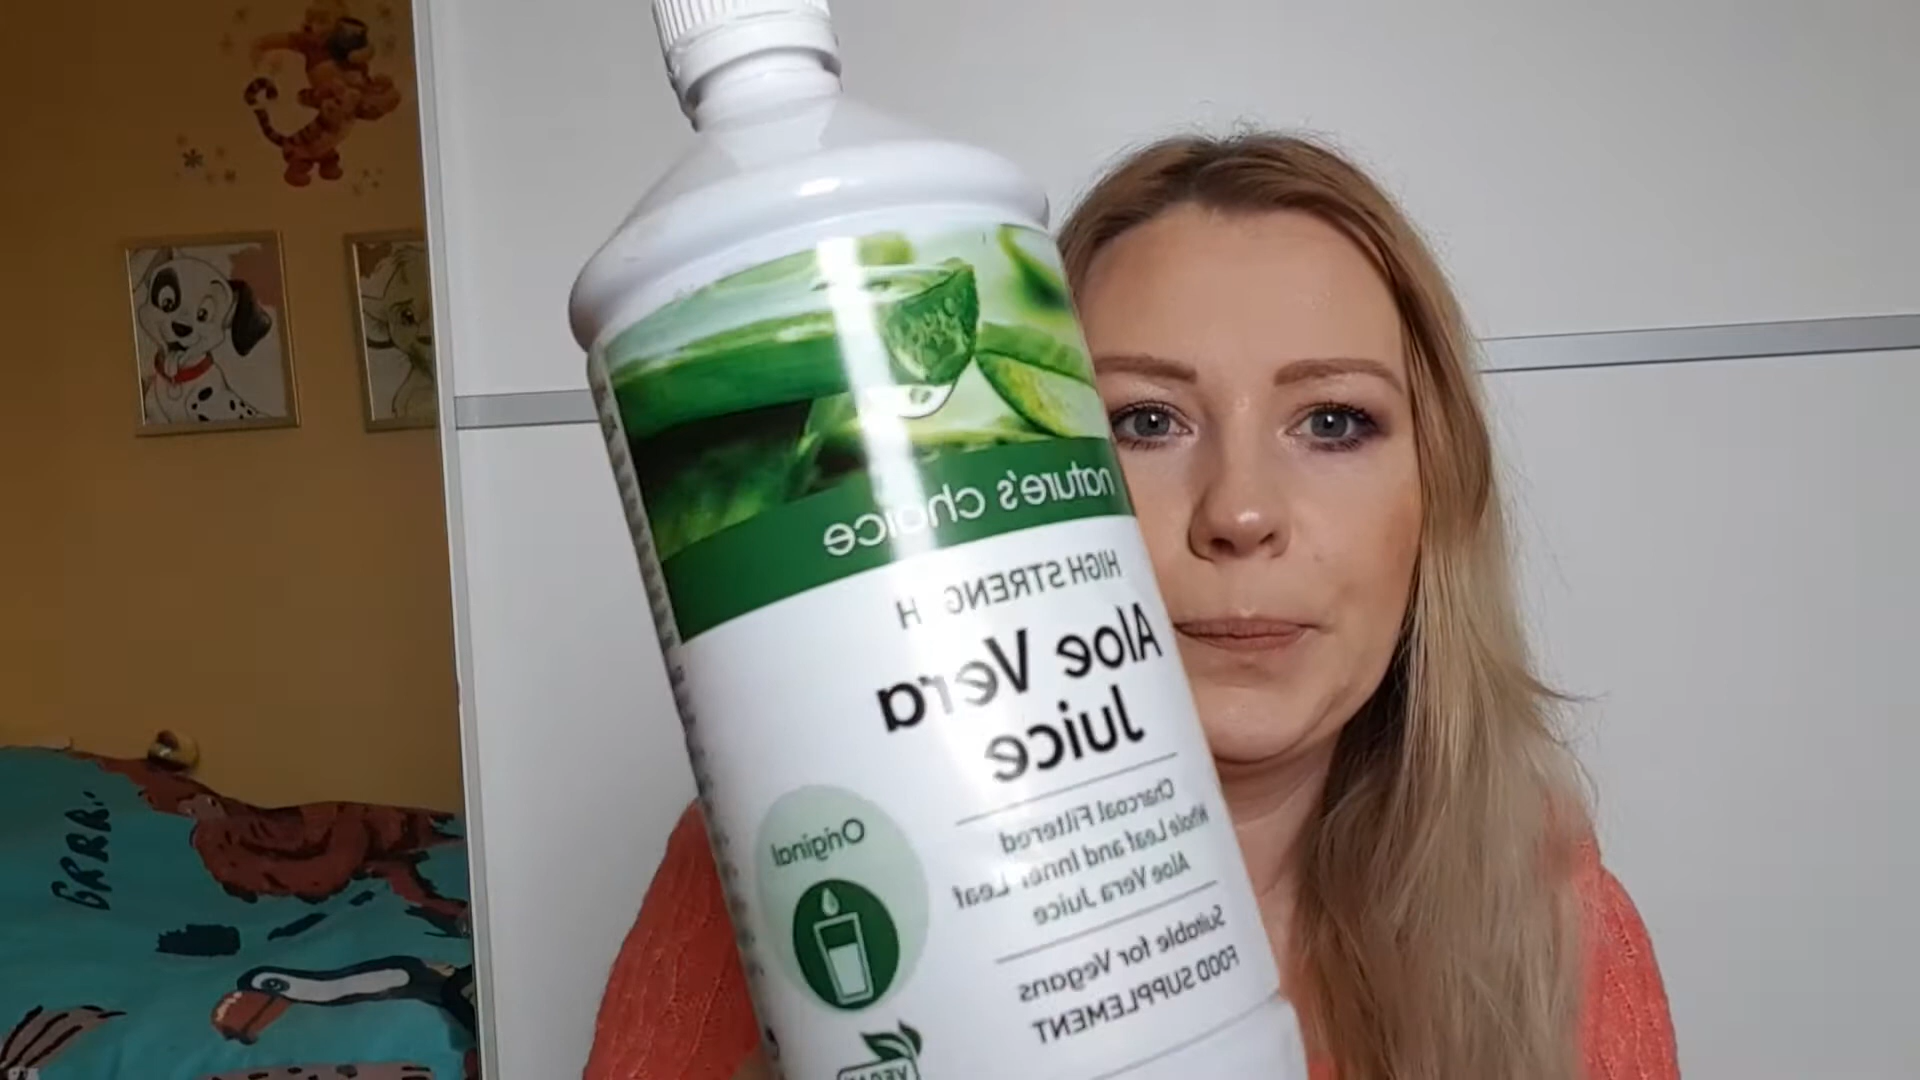 nature's choice
HIGH STRENGTH
Aloe Vera
Juice
Charcoal Filtered
Whole Leaf and Inner Leaf
Aloe Vera Juice
Suitable for Vegans
FOOD SUPPLEMENT
Original
VEGAN
GRRR..